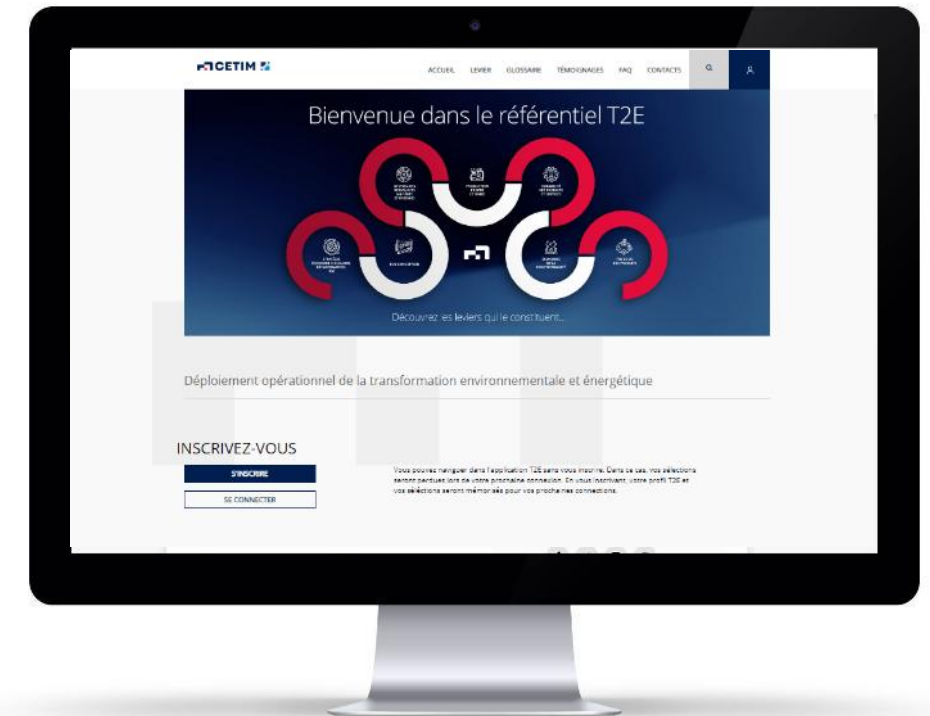 CETIM
ACCUEIL LEVIER GLOSSAIRE TÉMOIGNAGES FAQ CONTACTS
Bienvenue dans le référentiel T2E
Découvrez les leviers qui le constituent...
Déploiement opérationnel de la transformation environnementale et énergétique
INSCRIVEZ-VOUS
S'INSCRIRE
SE CONNECTER
Vous pouvez naviguer dans l'application T2E sans vous inscrire. Dans ce cas, vos sélections
seront perdues lors de votre prochaine connexion. En vous inscrivant, votre profil T2E et
vos sélections seront mémorisés pour vos prochaines connections.